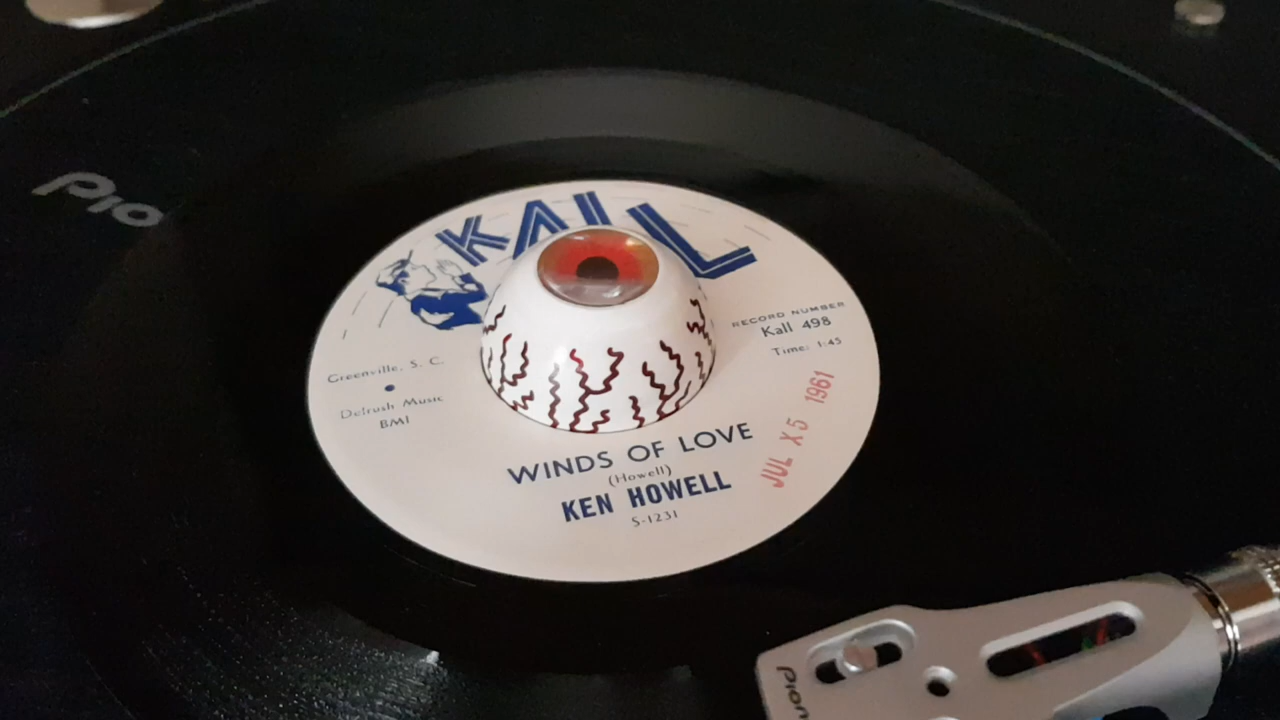 Pio
KALL
RECORD NUMBER
Kall 498
Time: 1:45
Greenville, S. C.
Delrush Music
BMI
JUL X5 1961
WINDS OF LOVE
(Howell)
KEN HOWELL
S-1231
Pion